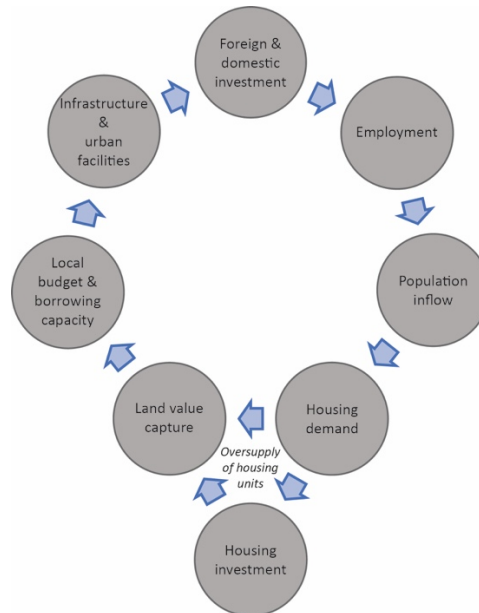 Foreign &
domestic
investment
Infrastructure
&
urban
facilities
Employment
Local
budget &
borrowing
capacity
Population
inflow
Land value
capture
Housing
demand
Oversupply
of housing
units
Housing
investment